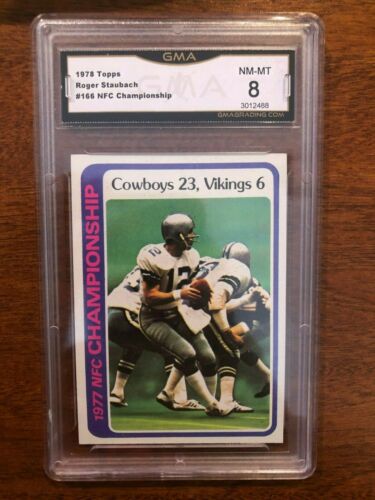 GMA
1978 Topps
Roger Staubach
#166 NFC Championship
NM-MT
8
3012468
GMAGRADING.COM
Cowboys 23, Vikings 6
1977 NFC CHAMPIONSHIP
12